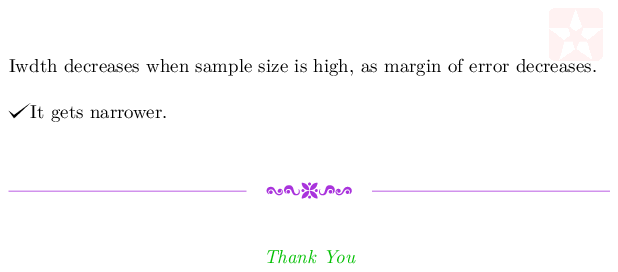 Iwdth decreases when sample size is high, as margin of error decreases.
✓It gets narrower.
Thank You